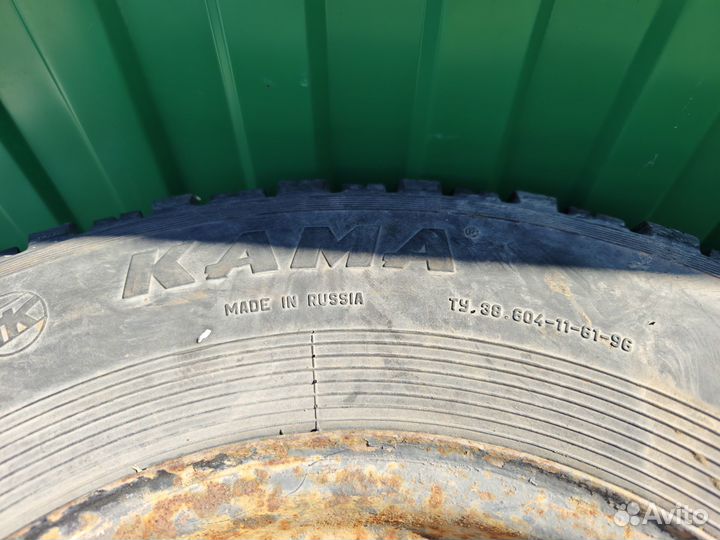 KAMA®
MADE IN RUSSIA
ТУ.38.604-11-61-96
Avito